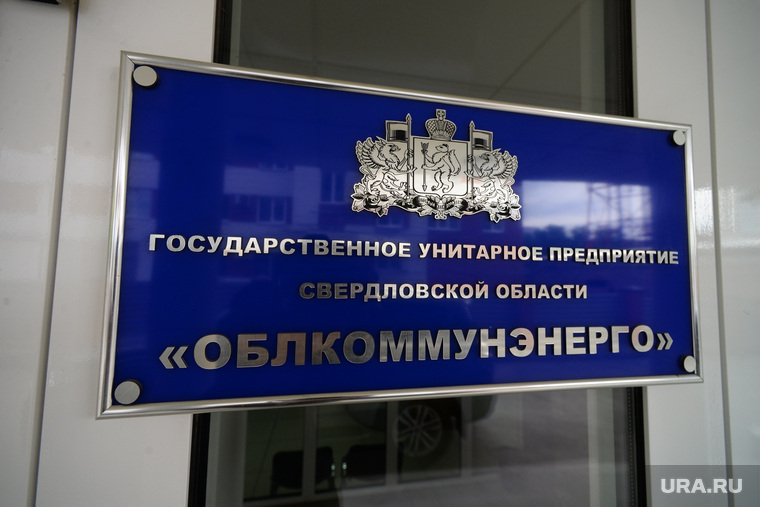 ГОСУДАРСТВЕННОЕ УНИТАРНОЕ ПРЕДПРИЯТИЕ
СВЕРДЛОВСКОЙ ОБЛАСТИ
«ОБЛКОММУНЭНЕРГО»
URA.RU